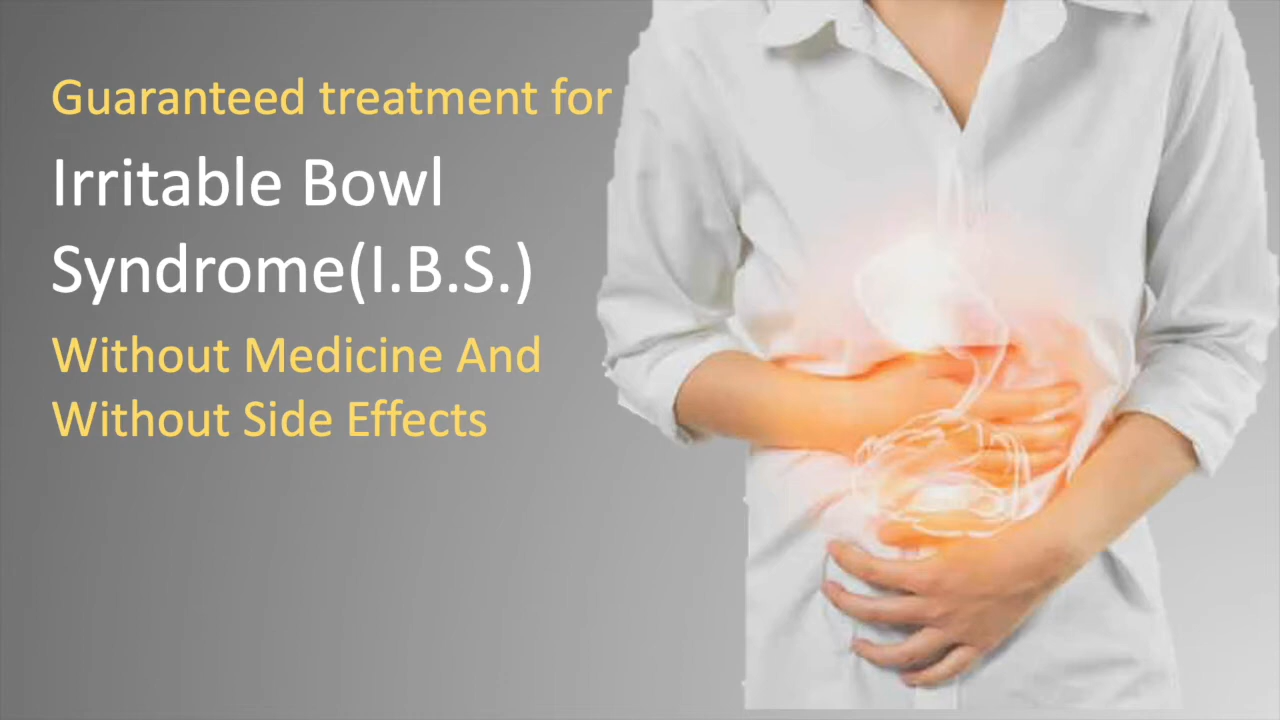 Guaranteed treatment for
Irritable Bowl
Syndrome(I.B.S.)
Without Medicine And
Without Side Effects